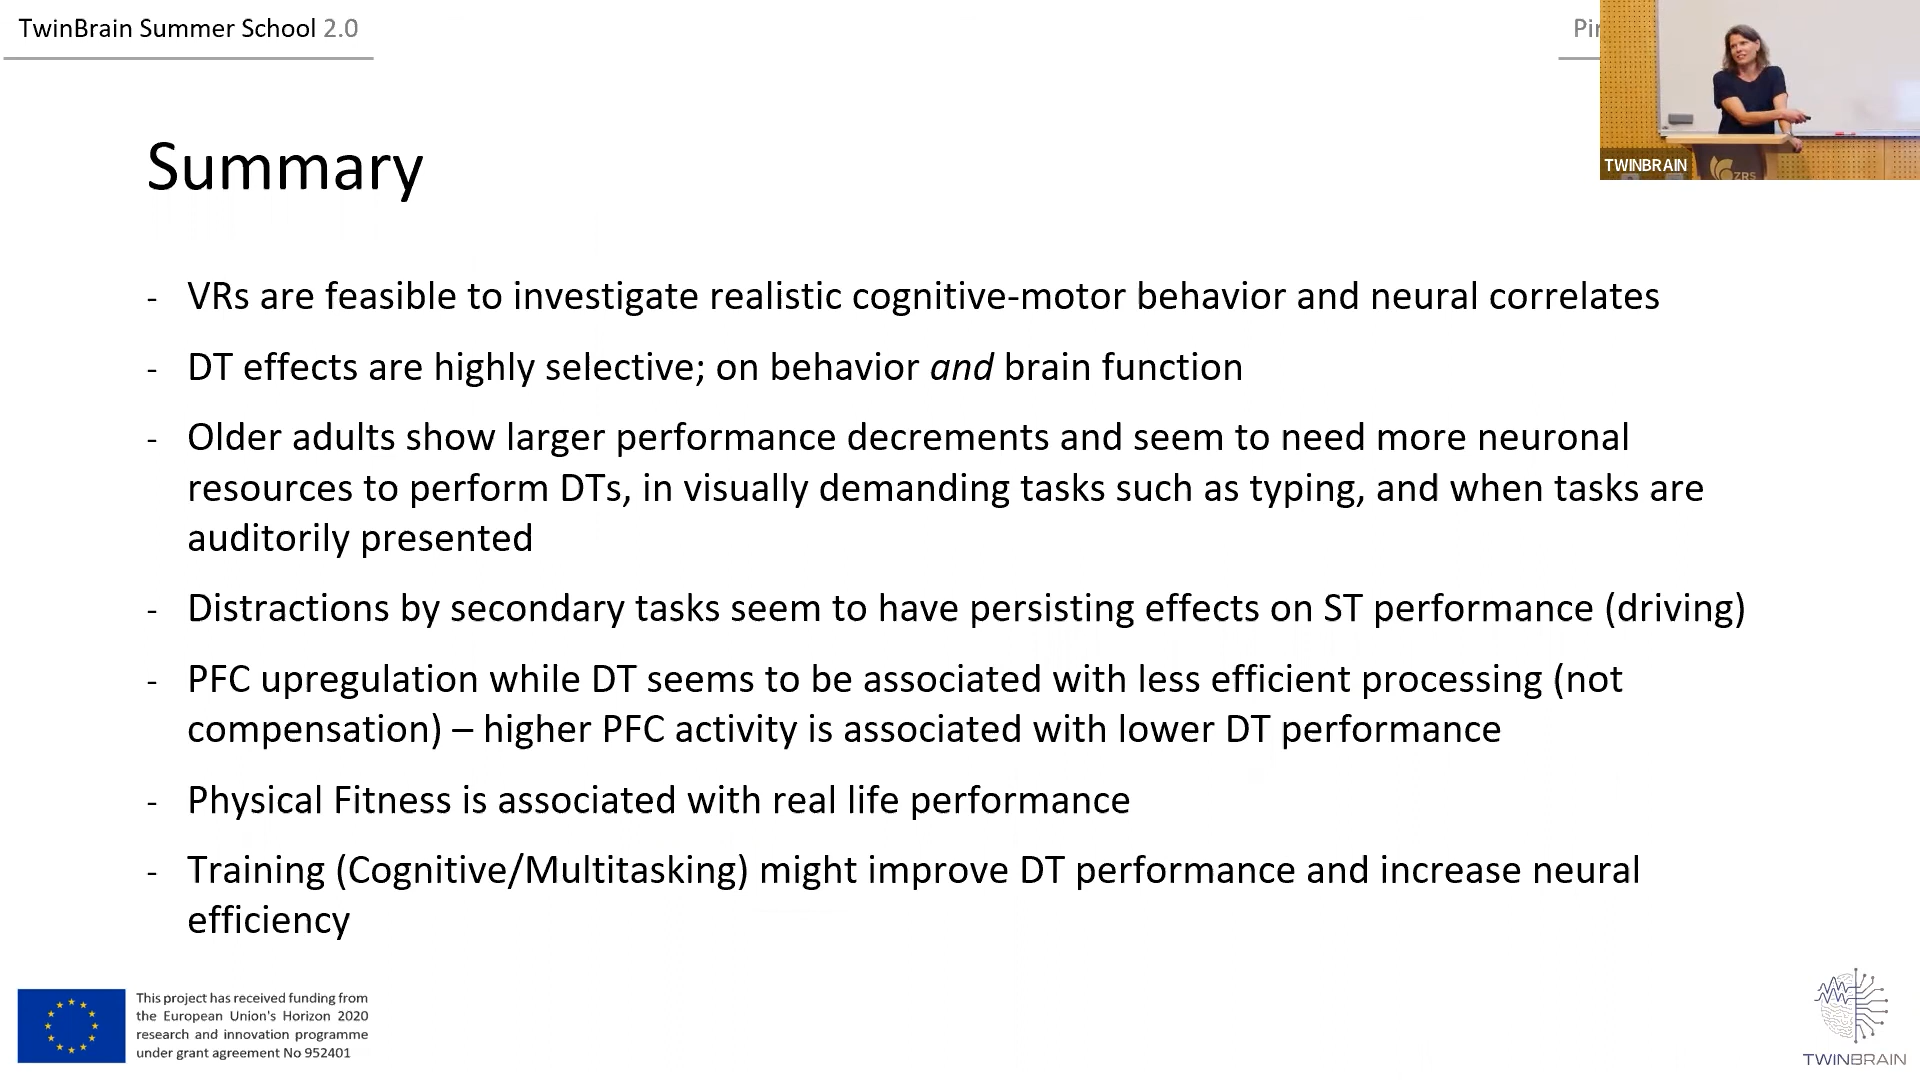 TwinBrain Summer School 2.0
TWINBRAIN
ZRS
Summary
- VRs are feasible to investigate realistic cognitive-motor behavior and neural correlates
- DT effects are highly selective; on behavior and brain function
- Older adults show larger performance decrements and seem to need more neuronal
resources to perform DTs, in visually demanding tasks such as typing, and when tasks are
auditorily presented
- Distractions by secondary tasks seem to have persisting effects on ST performance (driving)
- PFC upregulation while DT seems to be associated with less efficient processing (not
compensation) – higher PFC activity is associated with lower DT performance
- Physical Fitness is associated with real life performance
- Training (Cognitive/Multitasking) might improve DT performance and increase neural
efficiency
This project has received funding from
the European Union's Horizon 2020
research and innovation programme
under grant agreement No 952401
TWINBRAIN